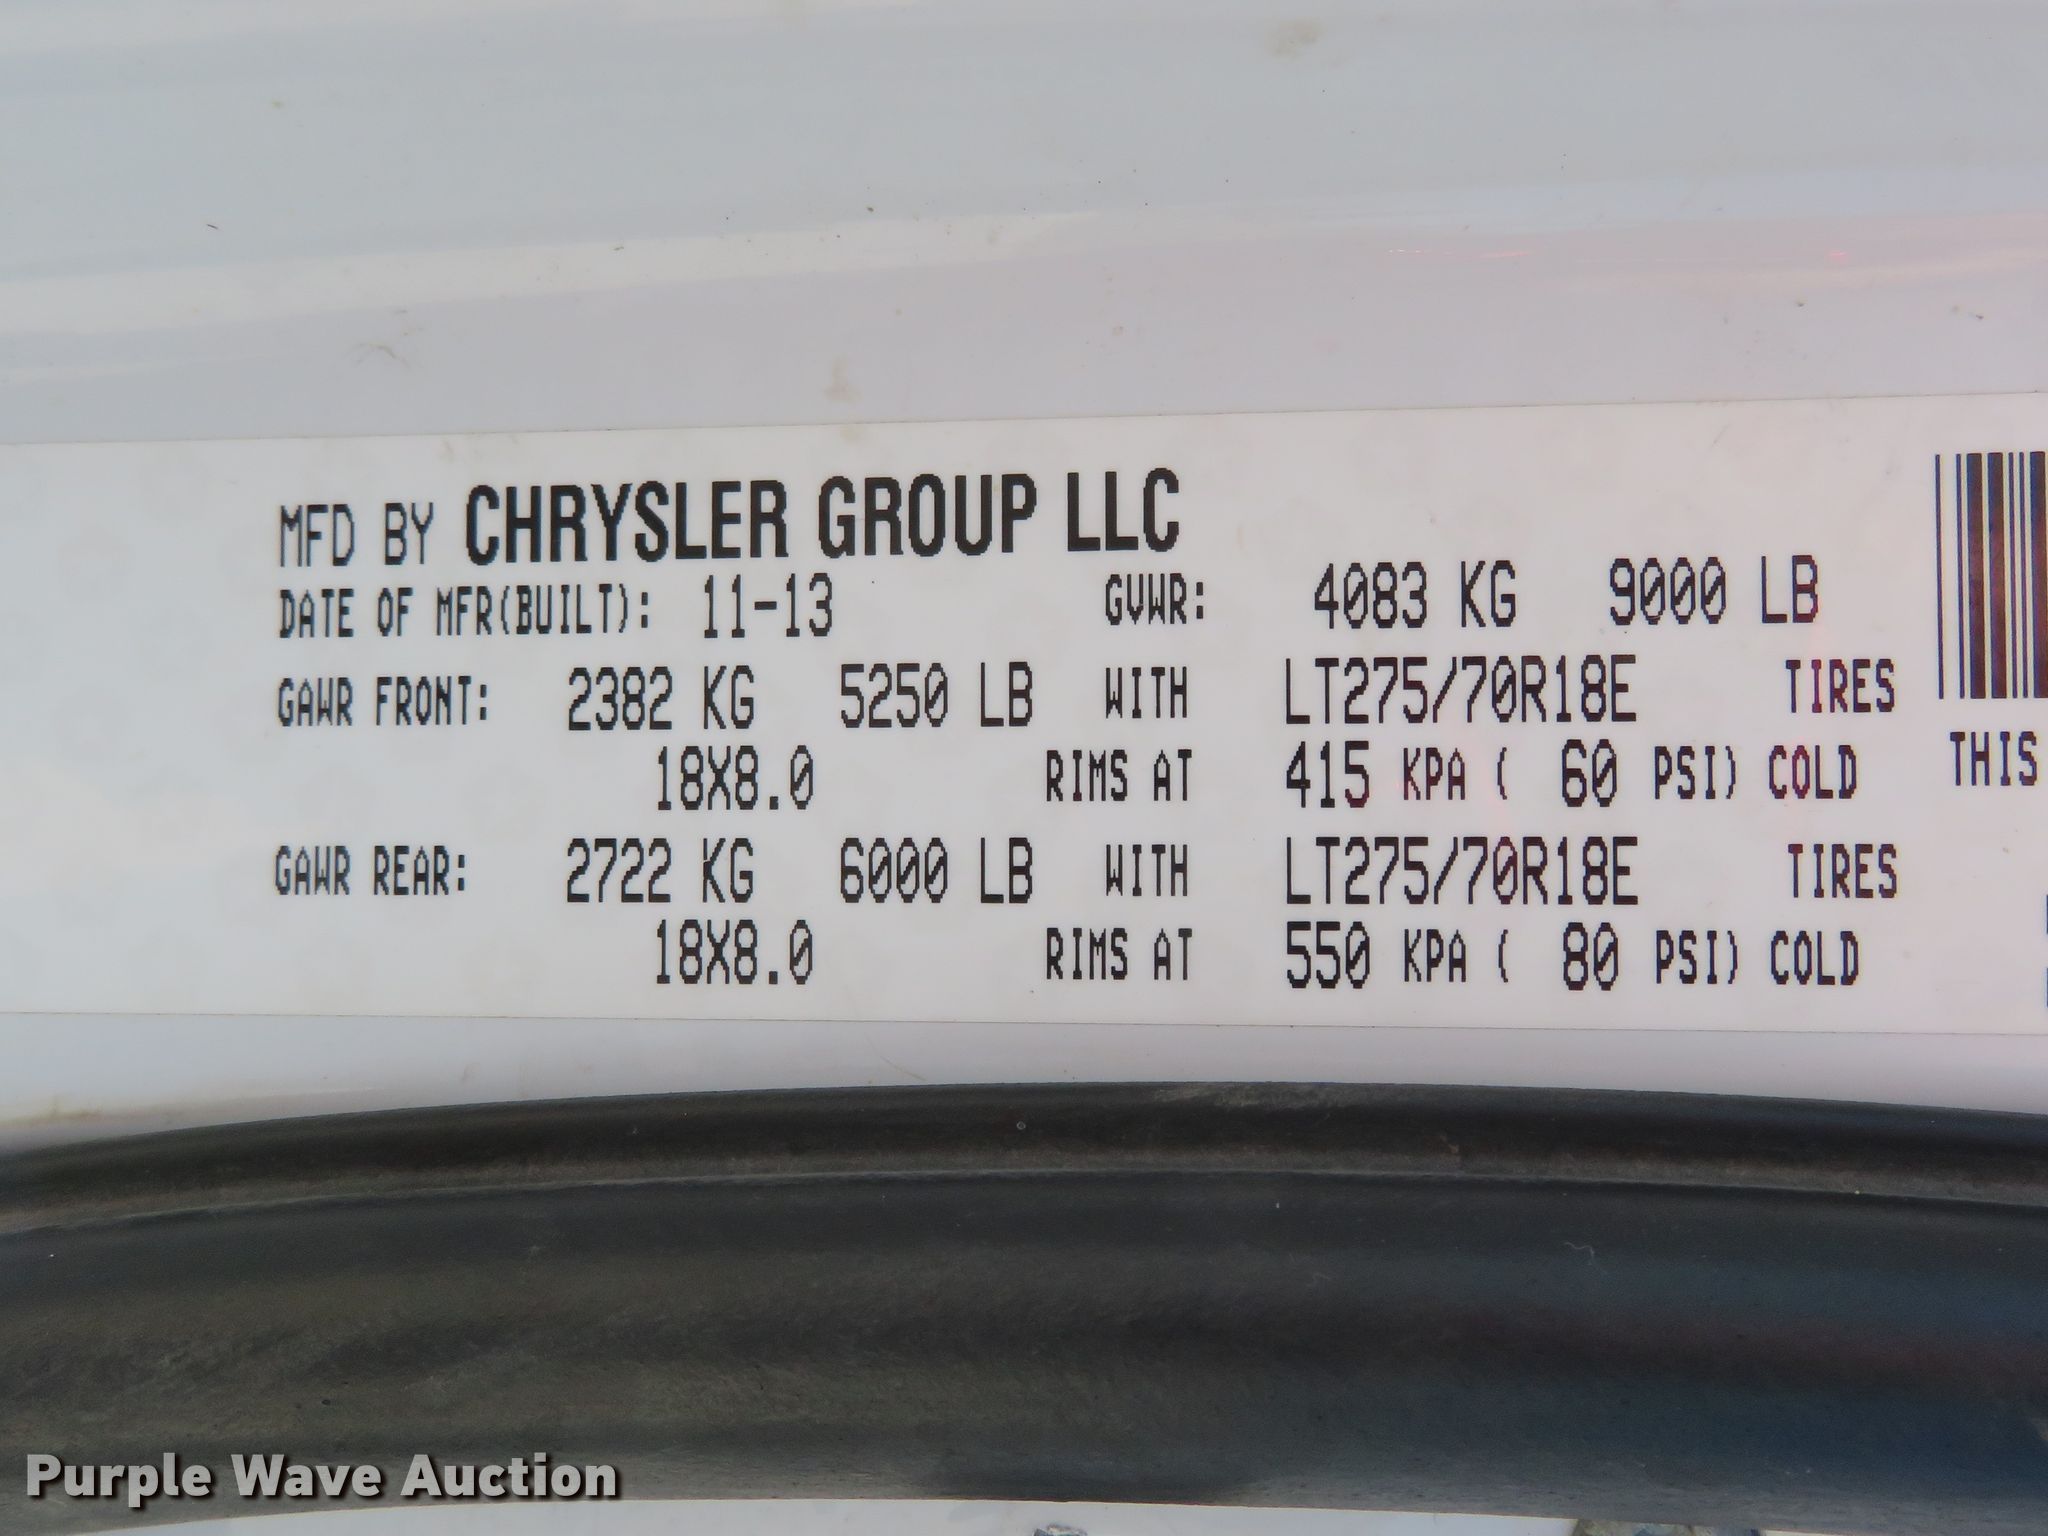 MFD BY CHRYSLER GROUP LLC
DATE OF MFR(BUILT): 11-13 GVWR: 4083 KG 9000 LB
GAWR FRONT: 2382 KG 5250 LB WITH LT275/70R18E TIRES
18X8.0 RIMS AT 415 KPA ( 60 PSI) COLD
THIS
GAWR REAR: 2722 KG 6000 LB WITH LT275/70R18E TIRES
18X8.0 RIMS AT 550 KPA ( 80 PSI) COLD
Purple Wave Auction